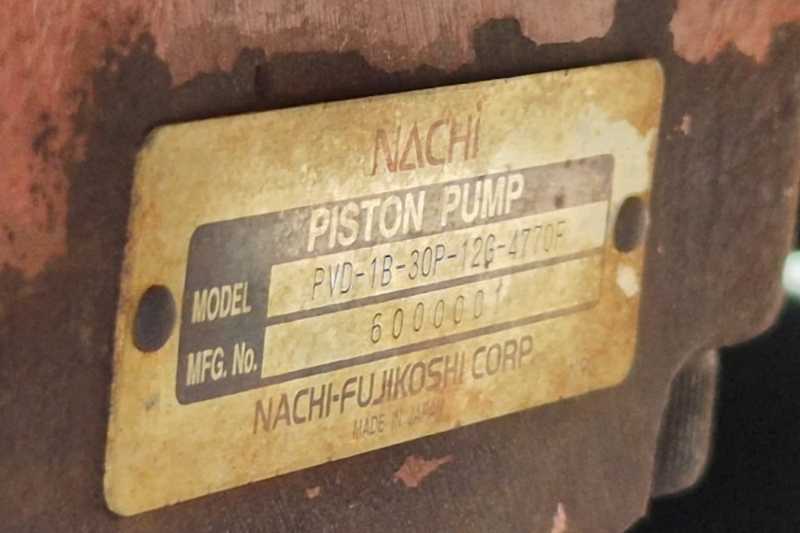 NACHi
PISTON PUMP
MODEL PVD-1B-30P-12G-4770F
MFG. No. 6000001
NACHI-FUJIKOSHI CORP.
MADE IN JAPAN